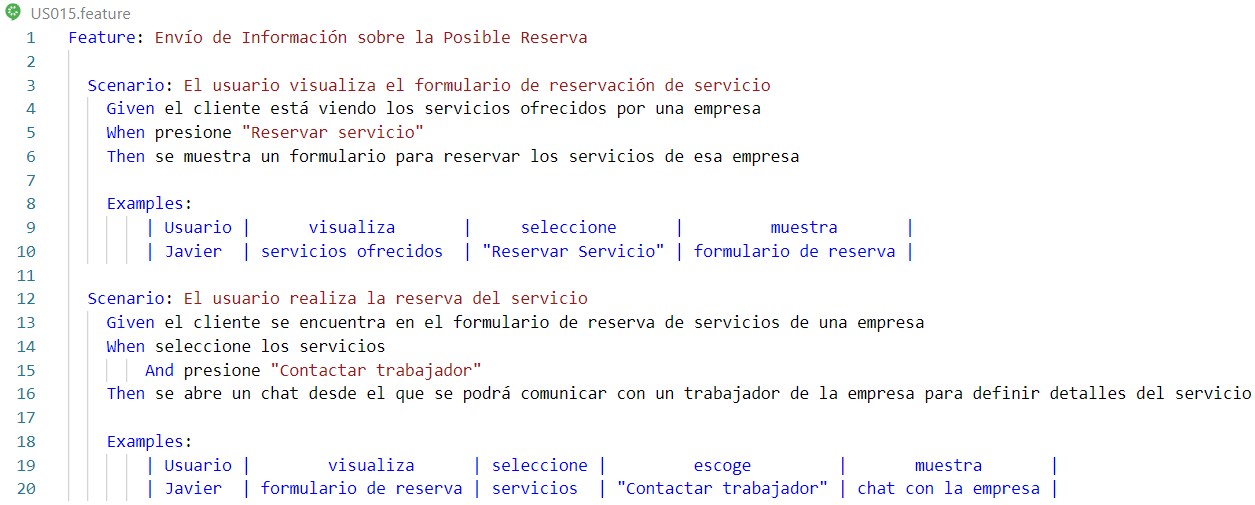 US015.feature
1 Feature: Envío de Información sobre la Posible Reserva
2
3 Scenario: El usuario visualiza el formulario de reservación de servicio
4 Given el cliente está viendo los servicios ofrecidos por una empresa
5 When presione "Reservar servicio"
6 Then se muestra un formulario para reservar los servicios de esa empresa
7
8 Examples:
9 | Usuario | visualiza | seleccione | muestra |
10 | Javier | servicios ofrecidos | "Reservar Servicio" | formulario de reserva |
11
12 Scenario: El usuario realiza la reserva del servicio
13 Given el cliente se encuentra en el formulario de reserva de servicios de una empresa
14 When seleccione los servicios
15 And presione "Contactar trabajador"
16 Then se abre un chat desde el que se podrá comunicar con un trabajador de la empresa para definir detalles del servicio
17
18 Examples:
19 | Usuario | visualiza | seleccione | escoge | muestra |
20 | Javier | formulario de reserva | servicios | "Contactar trabajador" | chat con la empresa |